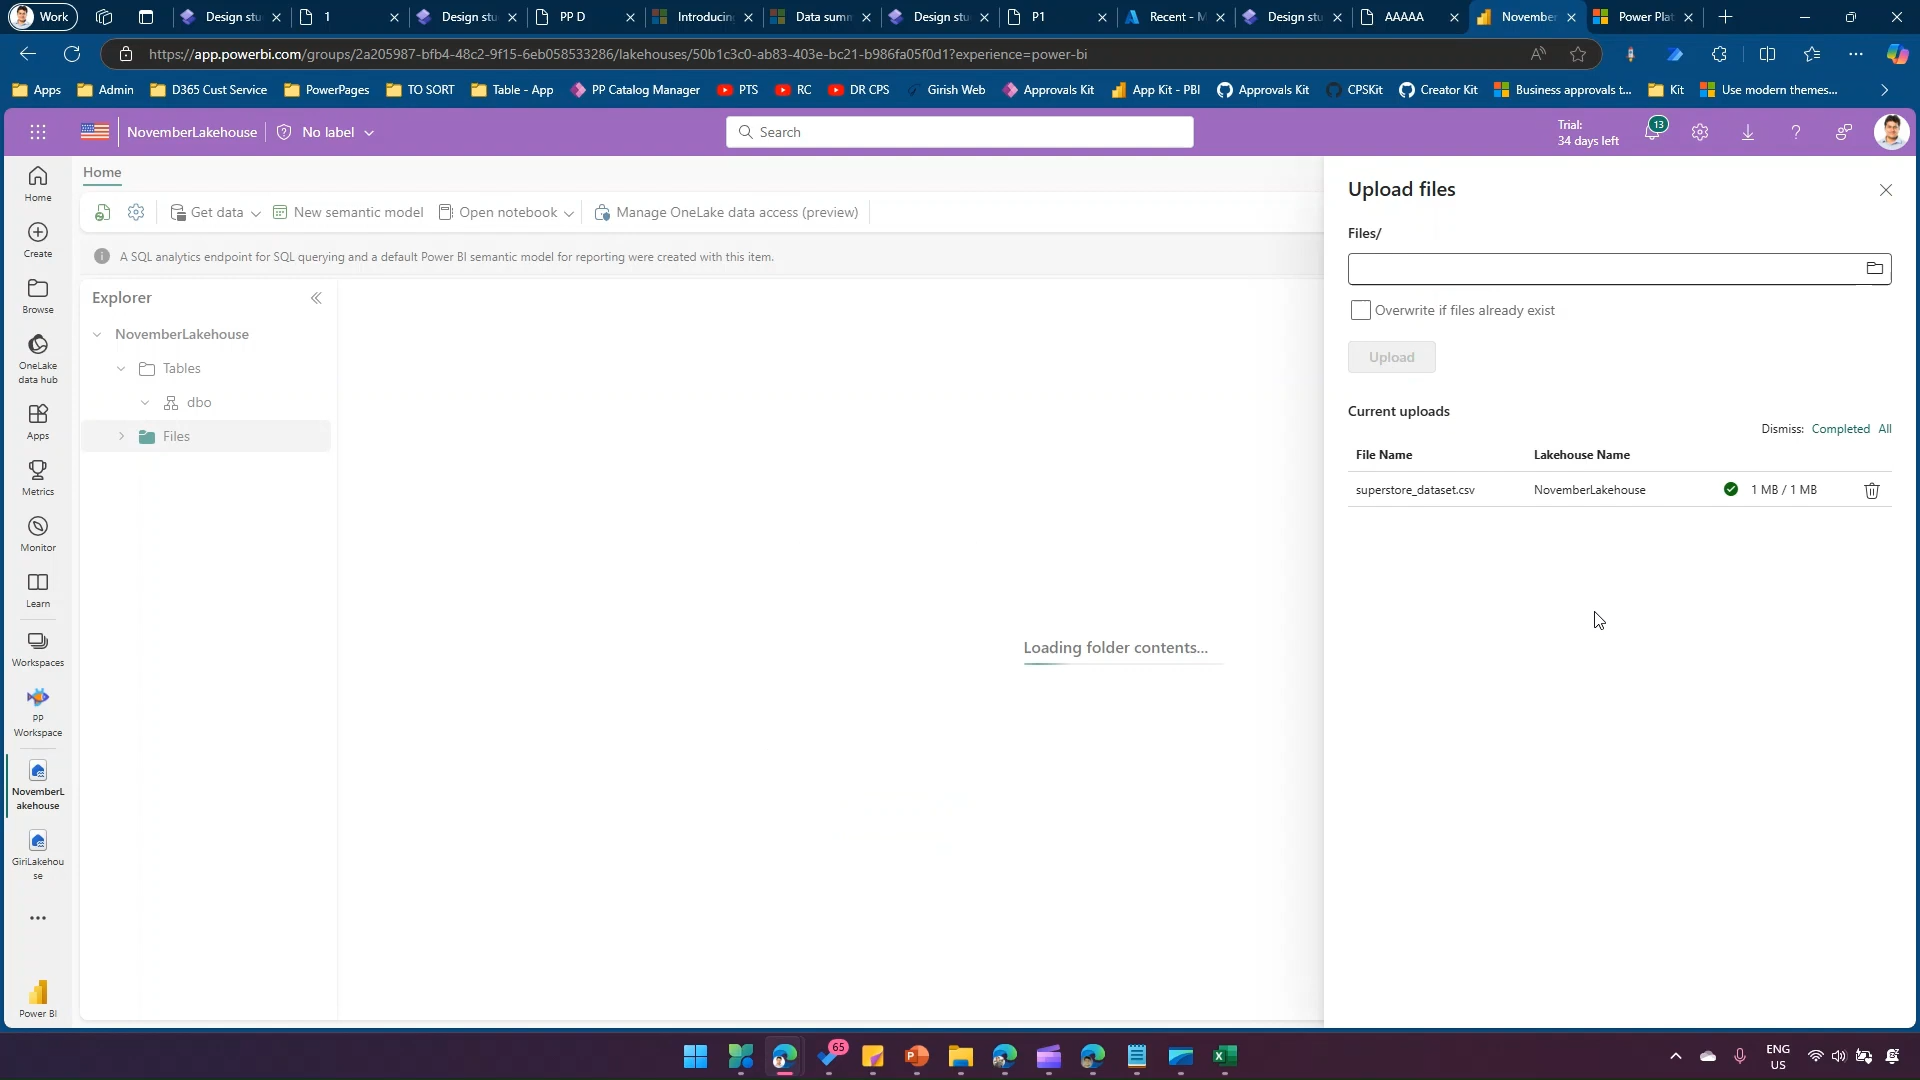 Work
Design stu
1
Design stu
PP D
Introducing
Data summ
Design stu
P1
Recent - M
Design stu
AAAAA
November
Power Plat
https://app.powerbi.com/groups/2a205987-bfb4-48c2-9f15-6eb058533286/lakehouses/50b1c3c0-ab83-403e-bc21-b986fa05f0d1?experience=power-bi
Apps
Admin
D365 Cust Service
PowerPages
TO SORT
Table - App
PP Catalog Manager
PTS
RC
DR CPS
Girish Web
Approvals Kit
App Kit - PBI
Approvals Kit
CPSKit
Creator Kit
Business approvals t...
Kit
Use modern themes...
NovemberLakehouse
No label
Search
Trial:
34 days left
13
Home
Create
Browse
OneLake
data hub
Apps
Metrics
Monitor
Learn
Workspaces
PP
Workspace
NovemberL
akehouse
GiriLakehou
se
Power BI
Home
Get data
New semantic model
Open notebook
Manage OneLake data access (preview)
A SQL analytics endpoint for SQL querying and a default Power BI semantic model for reporting were created with this item.
Explorer
NovemberLakehouse
Tables
dbo
Files
Loading folder contents...
Upload files
Files/
Overwrite if files already exist
Upload
Current uploads
Dismiss: Completed All
File Name Lakehouse Name
superstore_dataset.csv NovemberLakehouse 1 MB / 1 MB
65
ENG
US